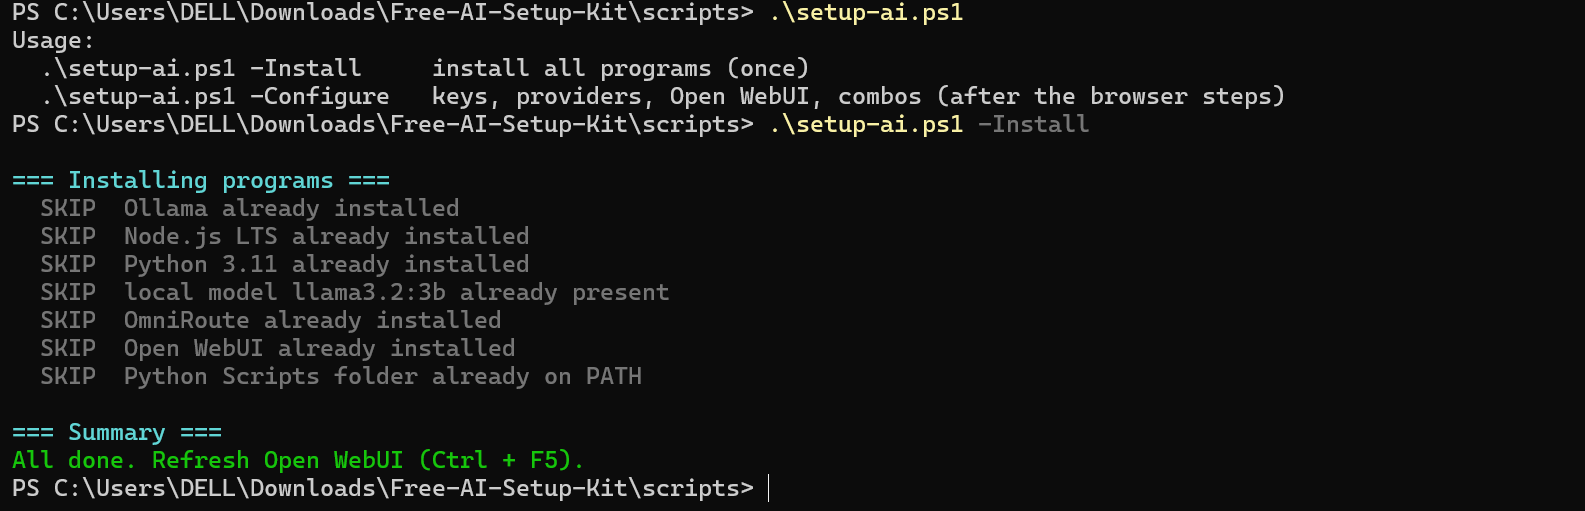 PS C:\Users\DELL\Downloads\Free-AI-Setup-Kit\scripts> .\setup-ai.ps1
Usage:
  .\setup-ai.ps1 -Install     install all programs (once)
  .\setup-ai.ps1 -Configure   keys, providers, Open WebUI, combos (after the browser steps)
PS C:\Users\DELL\Downloads\Free-AI-Setup-Kit\scripts> .\setup-ai.ps1 -Install
=== Installing programs ===
  SKIP  Ollama already installed
  SKIP  Node.js LTS already installed
  SKIP  Python 3.11 already installed
  SKIP  local model llama3.2:3b already present
  SKIP  OmniRoute already installed
  SKIP  Open WebUI already installed
  SKIP  Python Scripts folder already on PATH
=== Summary ===
All done. Refresh Open WebUI (Ctrl + F5).
PS C:\Users\DELL\Downloads\Free-AI-Setup-Kit\scripts>